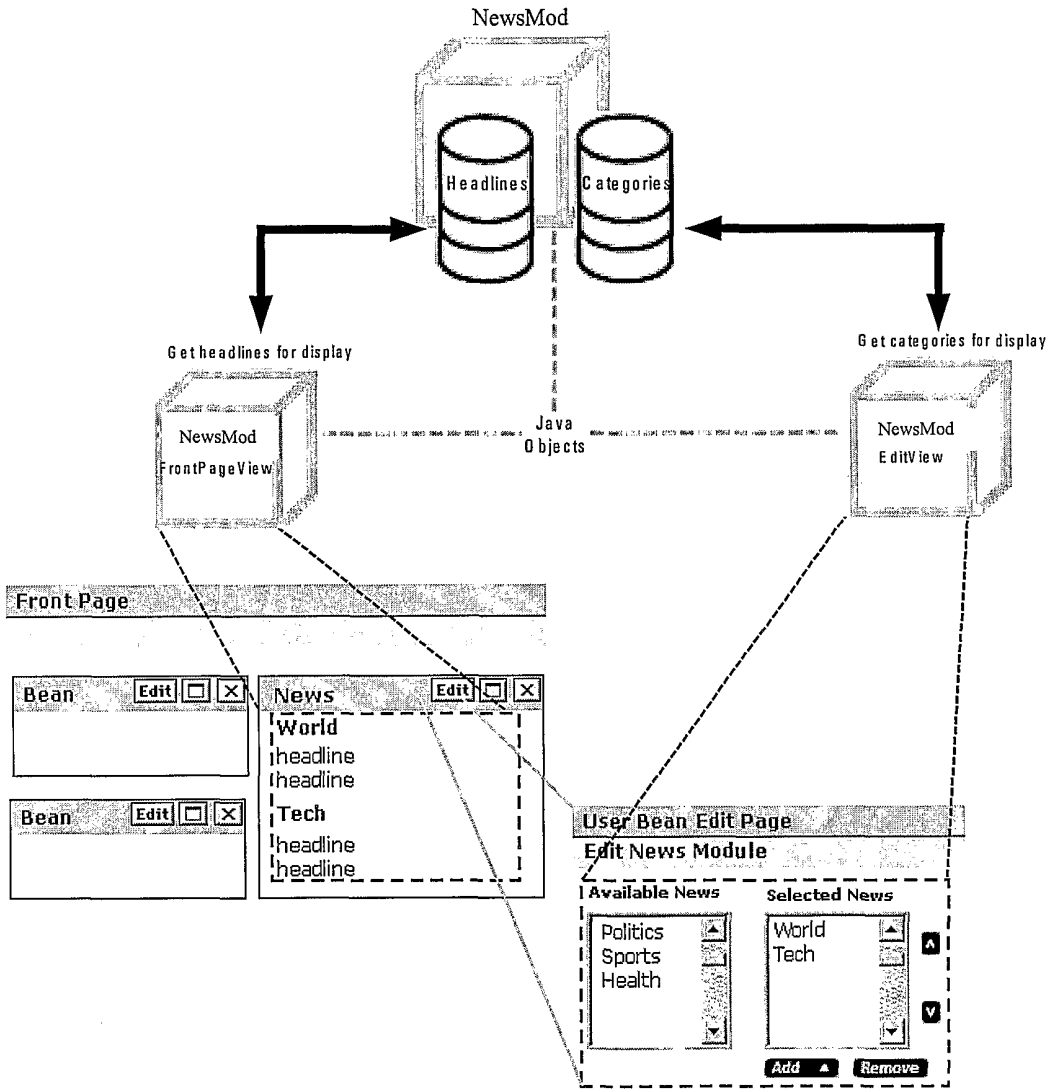 NewsMod
Headlines
Categories
Get headlines for display
Get categories for display
NewsMod
FrontPageView
Java
Objects
NewsMod
EditView
Front Page
Bean
Edit
News
Edit
World
headline
headline
Tech
headline
headline
Bean
Edit
User Bean Edit Page
Edit News Module
Available News
Selected News
Politics
Sports
Health
World
Tech
Add
Remove